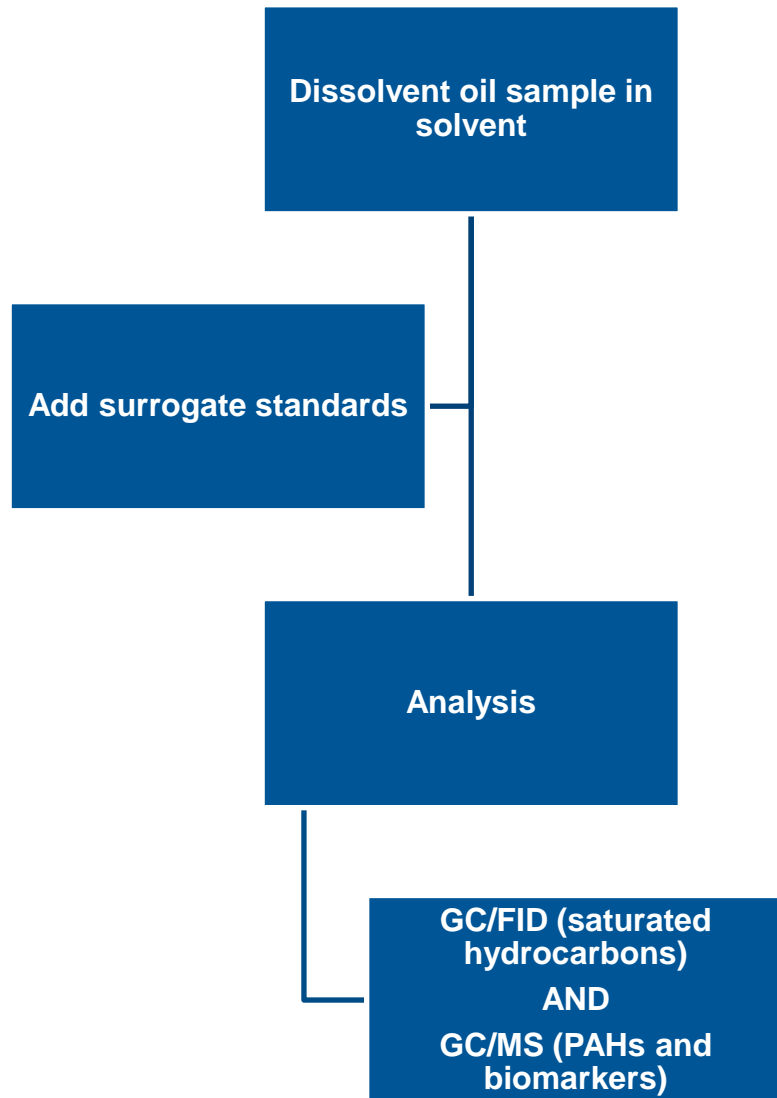 Dissolvent oil sample in
solvent
Add surrogate standards
Analysis
GC/FID (saturated
hydrocarbons)
AND
GC/MS (PAHs and
biomarkers)